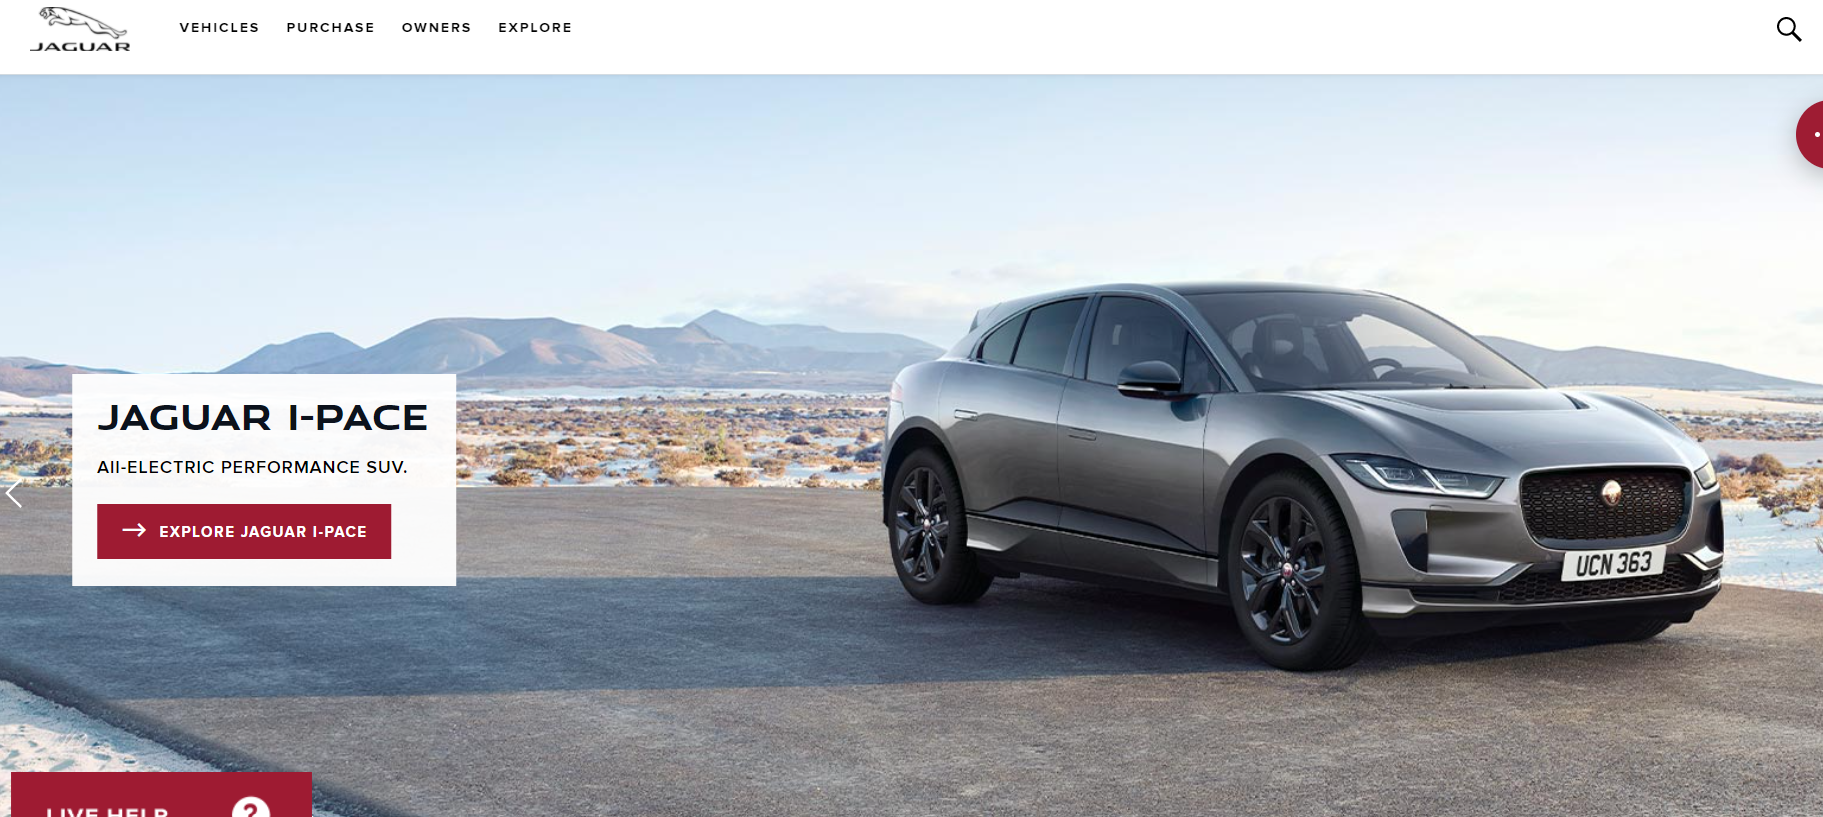 JAGUAR
VEHICLES PURCHASE OWNERS EXPLORE
JAGUAR I-PACE
All-ELECTRIC PERFORMANCE SUV.
→ EXPLORE JAGUAR I-PACE
UCN 363
LIVE HELP ?